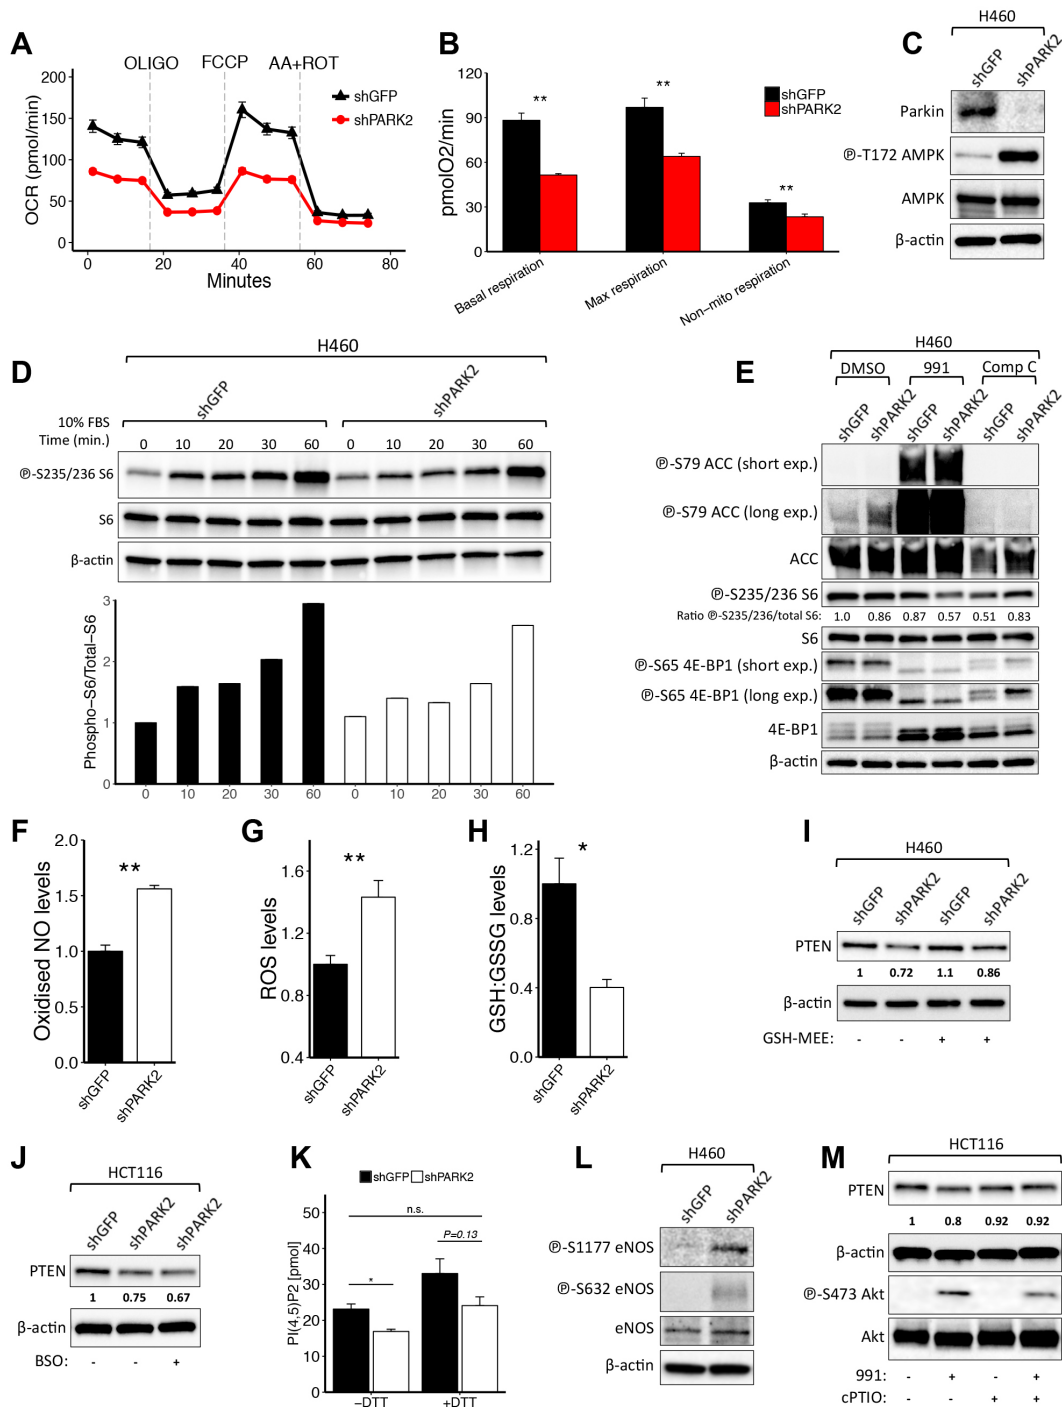 A
OLIGO FCCP AA+ROT
200
150
100
50
0
OCR (pmol/min)
shGFP
shPARK2
0 20 40 60 80
Minutes
B
120
90
60
30
0
pmolO2/min
** ** **
shGFP
shPARK2
Basal respiration
Max respiration
Non–mito respiration
C
H460
shGFP shPARK2
Parkin
℗-T172 AMPK
AMPK
β-actin
D
H460
shGFP shPARK2
10% FBS
Time (min.) 0 10 20 30 60 0 10 20 30 60
℗-S235/236 S6
S6
β-actin
3
2
1
0
Phospho–S6/Total–S6
0 10 20 30 60 0 10 20 30 60
E
H460
DMSO 991 Comp C
shGFP shPARK2 shGFP shPARK2 shGFP shPARK2
℗-S79 ACC (short exp.)
℗-S79 ACC (long exp.)
ACC
℗-S235/236 S6
Ratio ℗-S235/236/total S6: 1.0 0.86 0.87 0.57 0.51 0.83
S6
℗-S65 4E-BP1 (short exp.)
℗-S65 4E-BP1 (long exp.)
4E-BP1
β-actin
F
2.0
1.5
1.0
0.5
0.0
Oxidised NO levels
**
shGFP
shPARK2
G
1.6
1.2
0.8
0.4
ROS levels
**
shGFP
shPARK2
H
1.2
0.8
0.4
0.0
GSH:GSSG levels
*
shGFP
shPARK2
I
H460
shGFP shPARK2 shGFP shPARK2
PTEN
1 0.72 1.1 0.86
β-actin
GSH-MEE: - - + +
J
HCT116
shGFP shPARK2 shPARK2
PTEN
1 0.75 0.67
β-actin
BSO: - - +
K
shGFP shPARK2
50
40
30
20
10
0
PI(4,5)P2 [pmol]
n.s.
P=0.13
*
–DTT +DTT
L
H460
shGFP shPARK2
℗-S1177 eNOS
℗-S632 eNOS
eNOS
β-actin
M
HCT116
PTEN
1 0.8 0.92 0.92
β-actin
℗-S473 Akt
Akt
991: - + - +
cPTIO: - - + +